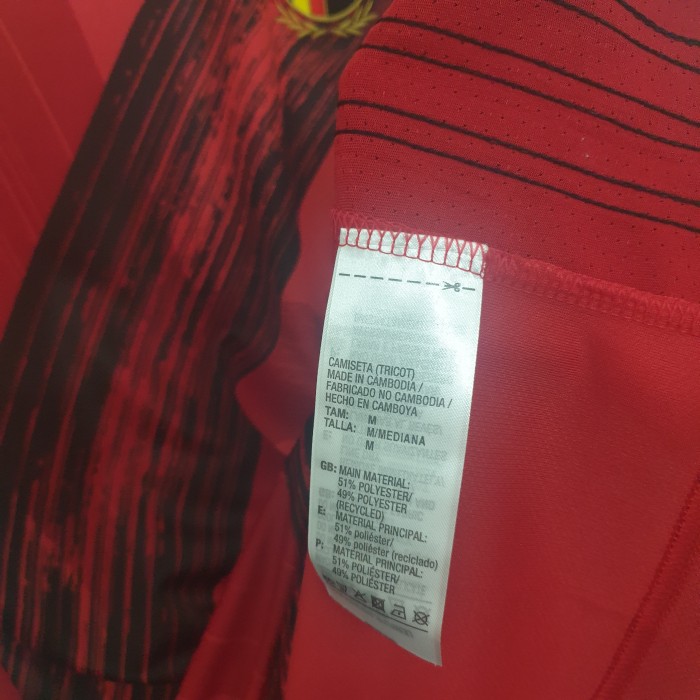 CAMISETA (TRICOT)
MADE IN CAMBODIA /
FABRICADO NO CAMBODIA /
HECHO EN CAMBOYA
TAM: M
TALLA: M/MEDIANA
M
GB: MAIN MATERIAL:
51% POLYESTER/
49% POLYESTER
(RECYCLED)
E: MATERIAL PRINCIPAL:
51% poliéster/
49% poliéster (reciclado)
P: MATERIAL PRINCIPAL:
51% POLIÉSTER/
49% POLIÉSTER